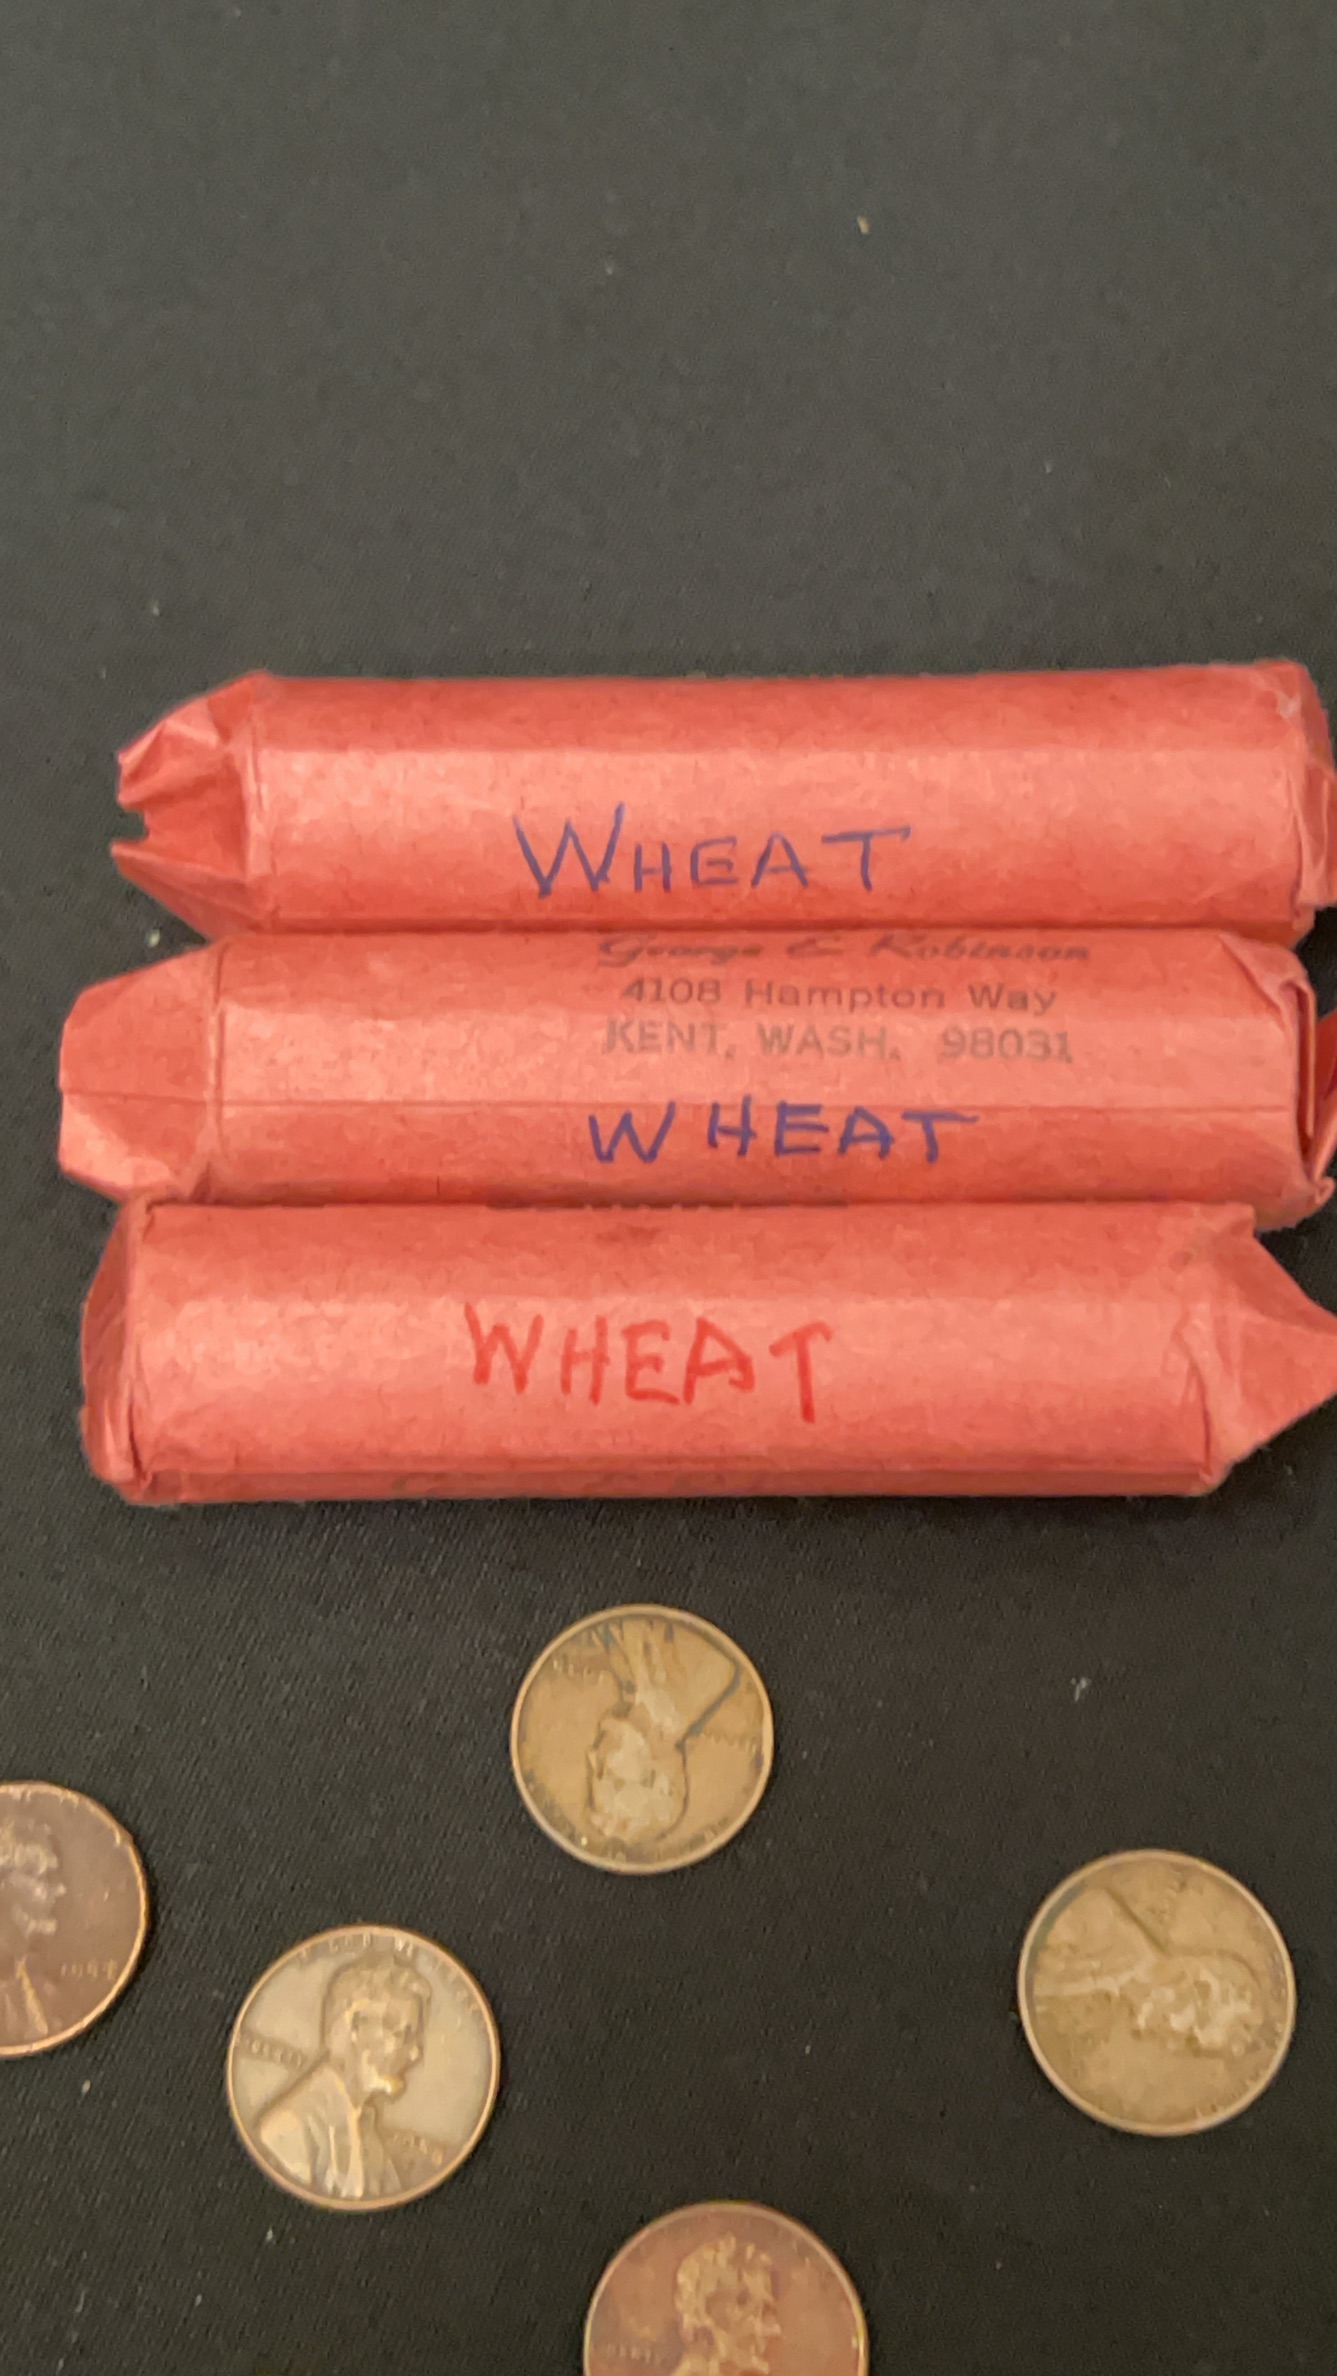 WHEAT
George E Robinson
4108 Hampton Way
KENT, WASH. 98031
WHEAT
WHEAT